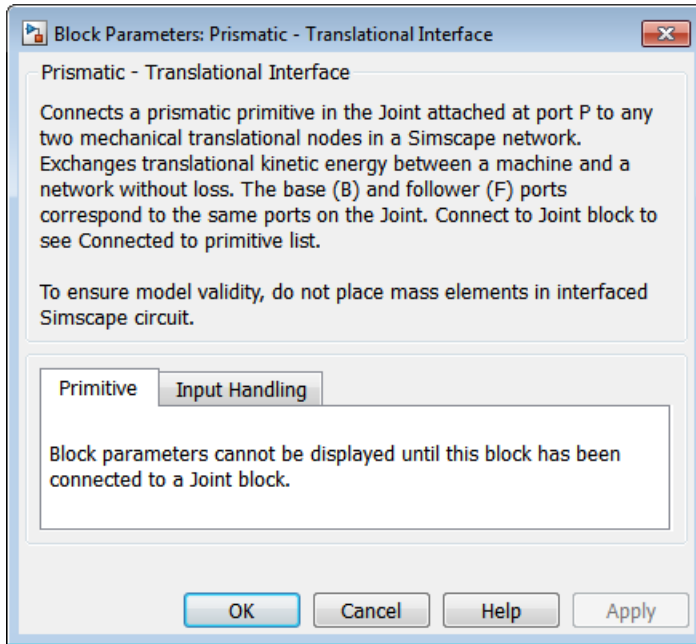 Block Parameters: Prismatic - Translational Interface
Prismatic - Translational Interface
Connects a prismatic primitive in the Joint attached at port P to any
two mechanical translational nodes in a Simscape network.
Exchanges translational kinetic energy between a machine and a
network without loss. The base (B) and follower (F) ports
correspond to the same ports on the Joint. Connect to Joint block to
see Connected to primitive list.
To ensure model validity, do not place mass elements in interfaced
Simscape circuit.
Primitive
Input Handling
Block parameters cannot be displayed until this block has been
connected to a Joint block.
OK
Cancel
Help
Apply